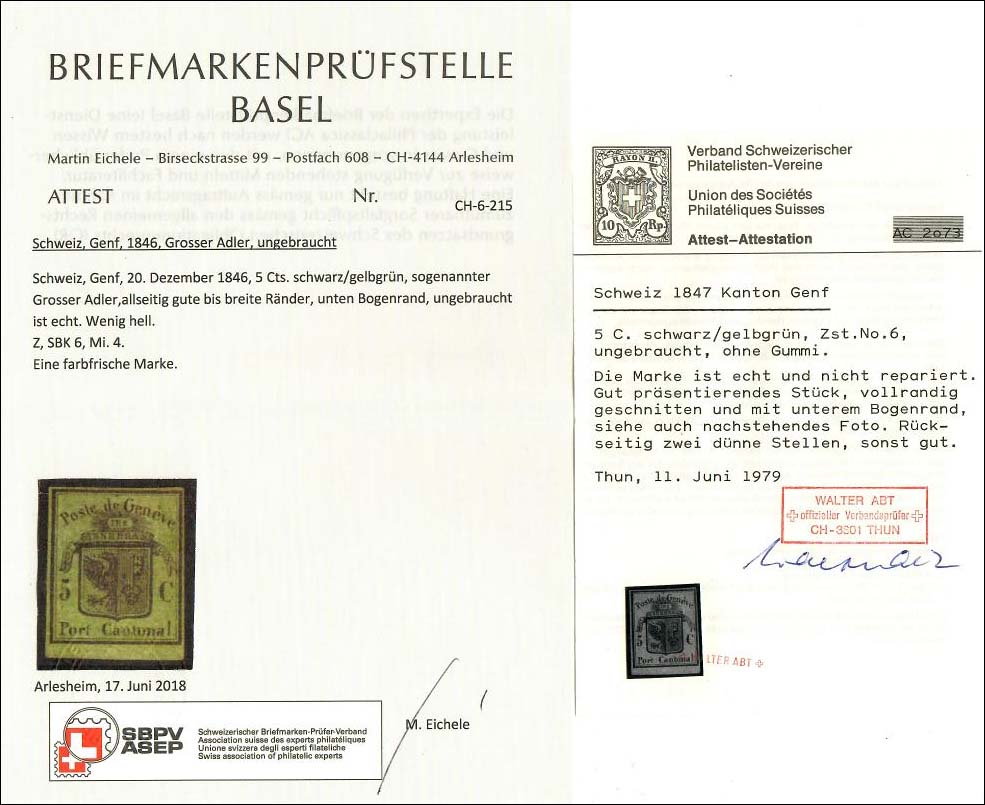 BRIEFMARKENPRÜFSTELLE
BASEL
Martin Eichele – Birseckstrasse 99 – Postfach 608 – CH-4144 Arlesheim
ATTEST Nr. CH-6-215
Schweiz, Genf, 1846, Grosser Adler, ungebraucht
Schweiz, Genf, 20. Dezember 1846, 5 Cts. schwarz/gelbgrün, sogenannter
Grosser Adler,allseitig gute bis breite Ränder, unten Bogenrand, ungebraucht
ist echt. Wenig hell.
Z, SBK 6, Mi. 4.
Eine farbfrische Marke.
Poste de Genève
5 C
Port Cantonal
Arlesheim, 17. Juni 2018
M. Eichele
SBPV
ASEP
Schweizerischer Briefmarken-Prüfer-Verband
Association suisse des experts philatéliques
Unione svizzera degli esperti filateliche
Swiss association of philatelic experts
RAYON II
10 Rp.
Verband Schweizerischer
Philatelisten-Vereine
Union des Sociétés
Philatéliques Suisses
Attest–Attestation
AC 2073
Schweiz 1847 Kanton Genf
5 C. schwarz/gelbgrün, Zst.No.6,
ungebraucht, ohne Gummi.
Die Marke ist echt und nicht repariert.
Gut präsentierendes Stück, vollrandig
geschnitten und mit unterem Bogenrand,
siehe auch nachstehendes Foto. Rück-
seitig zwei dünne Stellen, sonst gut.
Thun, 11. Juni 1979
WALTER ABT
offizieller Verbandsprüfer
CH-3601 THUN
Poste de Genève
5 C
Port Cantonal
LTER ABT